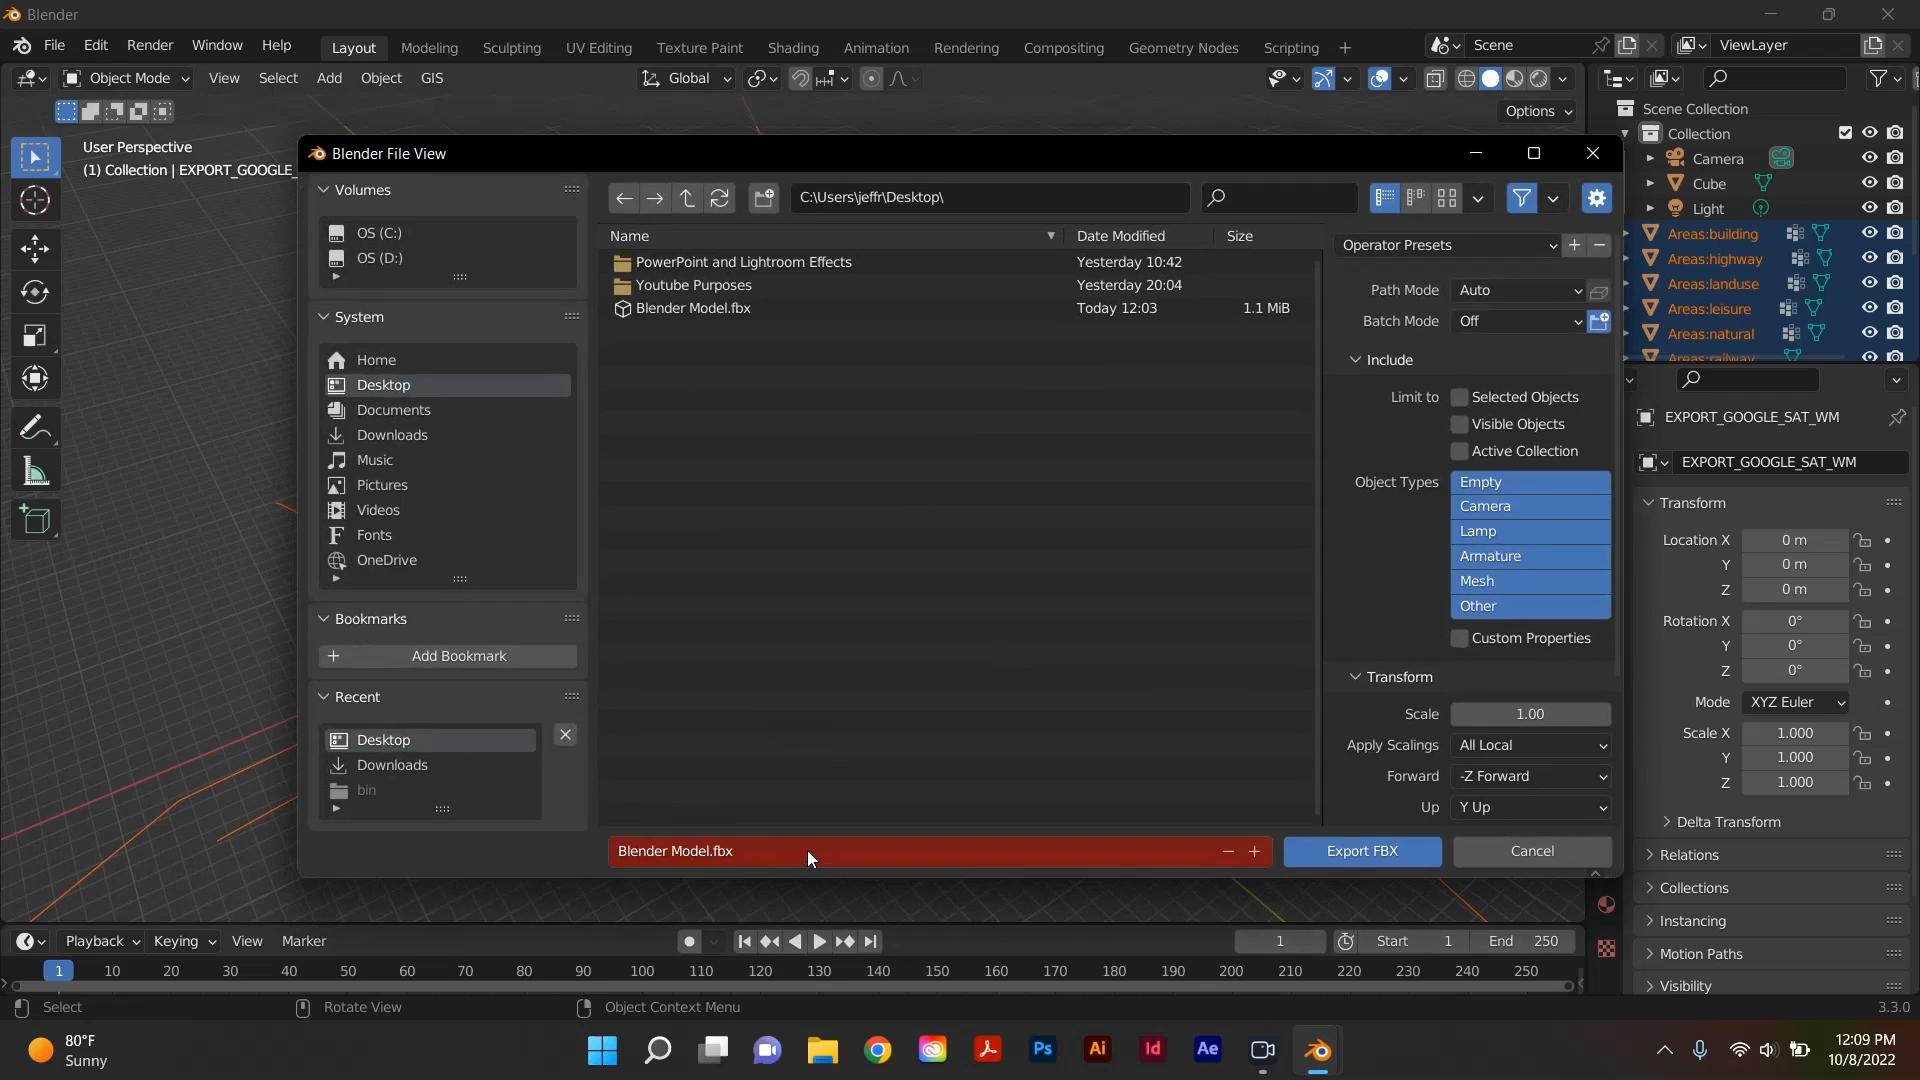 Blender
File Edit Render Window Help Layout Modeling Sculpting UV Editing Texture Paint Shading Animation Rendering Compositing Geometry Nodes Scripting + Scene ViewLayer
Object Mode View Select Add Object GIS Global
Options
User Perspective
(1) Collection | EXPORT_GOOGLE_
Scene Collection
Collection
Camera
Cube
Light
Areas:building
Areas:highway
Areas:landuse
Areas:leisure
Areas:natural
Areas:railway
Blender File View
Volumes
OS (C:)
OS (D:)
System
Home
Desktop
Documents
Downloads
Music
Pictures
Videos
Fonts
OneDrive
Bookmarks
+ Add Bookmark
Recent
Desktop
Downloads
bin
C:\Users\jeffr\Desktop\
Name Date Modified Size
PowerPoint and Lightroom Effects Yesterday 10:42
Youtube Purposes Yesterday 20:04
Blender Model.fbx Today 12:03 1.1 MiB
Operator Presets + −
Path Mode Auto
Batch Mode Off
Include
Limit to Selected Objects
Visible Objects
Active Collection
Object Types Empty
Camera
Lamp
Armature
Mesh
Other
Custom Properties
Transform
Scale 1.00
Apply Scalings All Local
Forward -Z Forward
Up Y Up
Blender Model.fbx − + Export FBX Cancel
EXPORT_GOOGLE_SAT_WM
EXPORT_GOOGLE_SAT_WM
Transform
Location X 0 m
Y 0 m
Z 0 m
Rotation X 0°
Y 0°
Z 0°
Mode XYZ Euler
Scale X 1.000
Y 1.000
Z 1.000
Delta Transform
Relations
Collections
Instancing
Motion Paths
Visibility
Playback Keying View Marker 1 Start 1 End 250
1 10 20 30 40 50 60 70 80 90 100 110 120 130 140 150 160 170 180 190 200 210 220 230 240 250
Select Rotate View Object Context Menu 3.3.0
80°F
Sunny
Ps Ai Id Ae
12:09 PM
10/8/2022